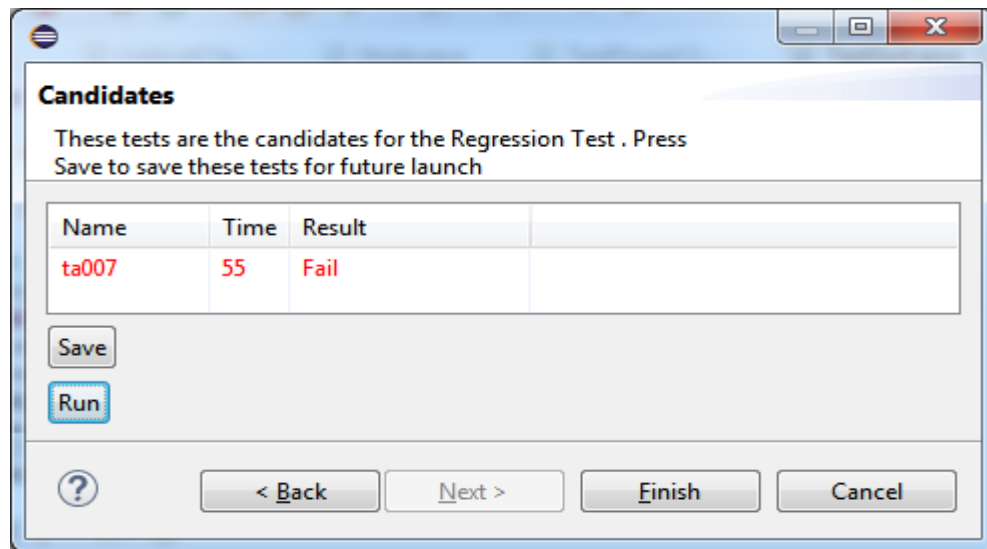 Candidates
These tests are the candidates for the Regression Test . Press
Save to save these tests for future launch
Name Time Result
ta007 55 Fail
Save
Run
< Back Next > Finish Cancel